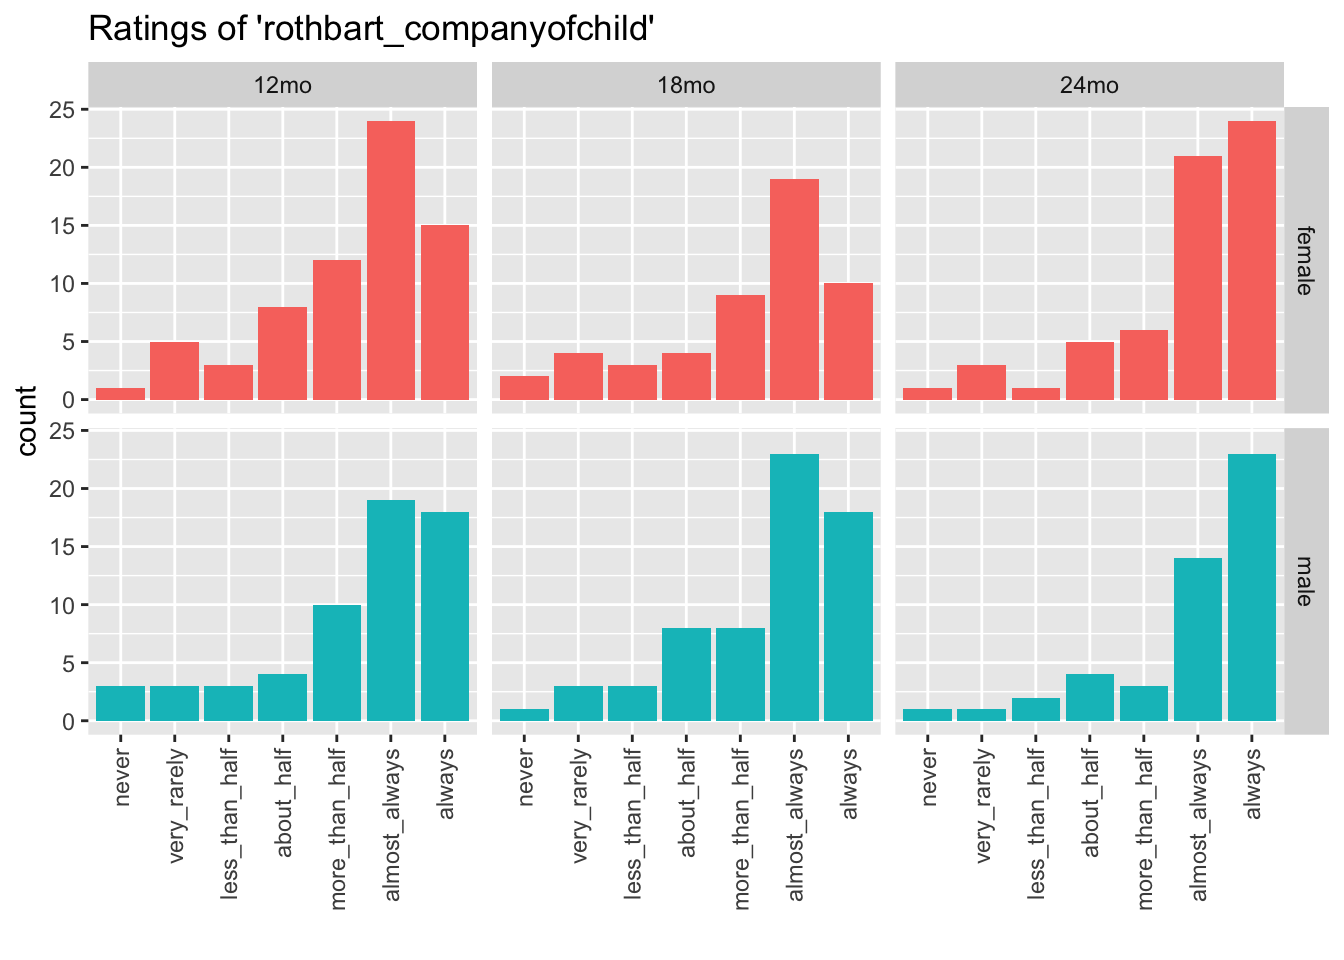 Ratings of 'rothbart_companyofchild'
12mo 18mo 24mo
25
20
15
10
5
0
female
count
25
20
15
10
5
0
male
never very_rarely less_than_half about_half more_than_half almost_always always never very_rarely less_than_half about_half more_than_half almost_always always never very_rarely less_than_half about_half more_than_half almost_always always